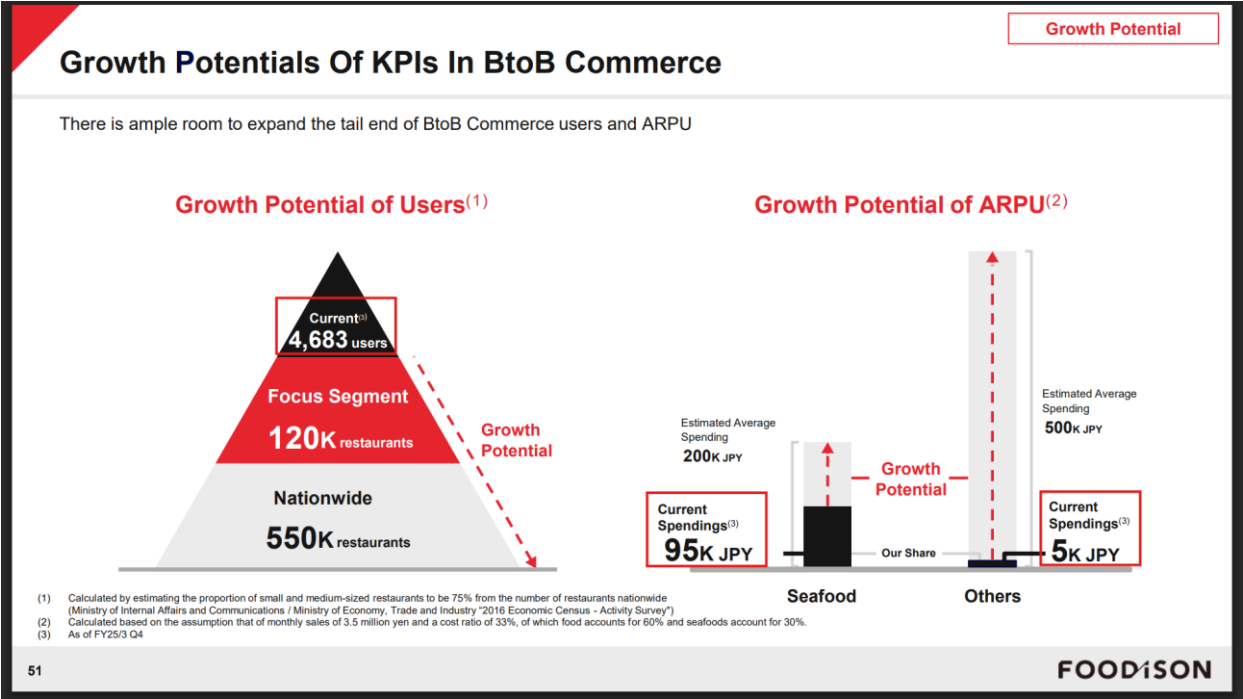 Growth Potential
Growth Potentials Of KPIs In BtoB Commerce
There is ample room to expand the tail end of BtoB Commerce users and ARPU
Growth Potential of Users(1)
Current(3)
4,683 users
Focus Segment
120K restaurants
Nationwide
550K restaurants
Growth
Potential
Growth Potential of ARPU(2)
Estimated Average
Spending
200K JPY
Current
Spendings(3)
95K JPY
Growth
Potential
Our Share
Estimated Average
Spending
500K JPY
Current
Spendings(3)
5K JPY
Seafood
Others
(1) Calculated by estimating the proportion of small and medium-sized restaurants to be 75% from the number of restaurants nationwide
(Ministry of Internal Affairs and Communications / Ministry of Economy, Trade and Industry "2016 Economic Census - Activity Survey")
(2) Calculated based on the assumption that of monthly sales of 3.5 million yen and a cost ratio of 33%, of which food accounts for 60% and seafoods account for 30%.
(3) As of FY25/3 Q4
51
FOODiSON